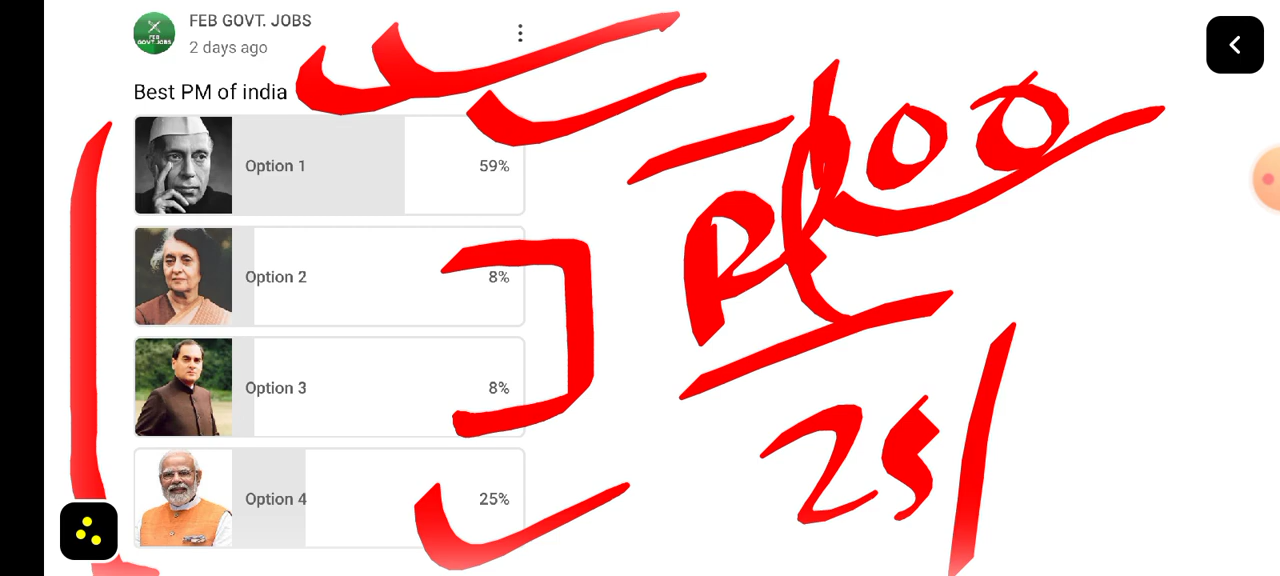 FEB GOVT. JOBS
2 days ago
Best PM of india
Option 1 59%
Option 2 8%
Option 3 8%
Option 4 25%